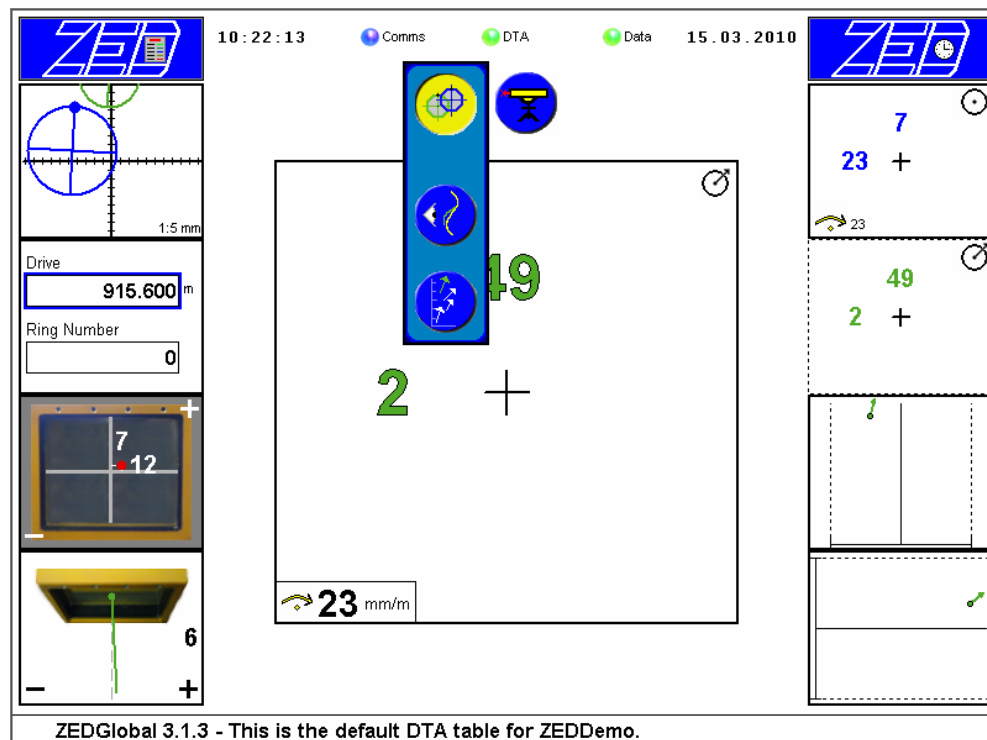 ZED
10:22:13
Comms
DTA
Data
15.03.2010
ZED
1:5 mm
Drive
915.600 m
Ring Number
0
+
7
12
−
6
− +
49
2
23 mm/m
7
23
23
49
2
ZEDGlobal 3.1.3 - This is the default DTA table for ZEDDemo.